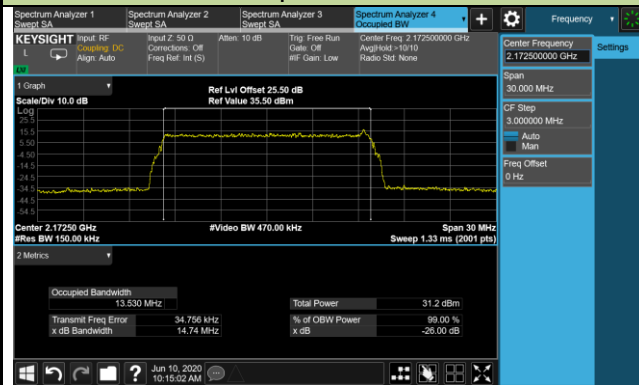 Spectrum Analyzer 1
Swept SA
Spectrum Analyzer 2
Swept SA
Spectrum Analyzer 3
Swept SA
Spectrum Analyzer 4
Occupied BW
Frequency
KEYSIGHT
L
Input: RF
Coupling: DC
Align: Auto
Input Z: 50 Ω
Corrections: Off
Freq Ref: Int (S)
Atten: 10 dB
Trig: Free Run
Gate: Off
#IF Gain: Low
Center Freq: 2.172500000 GHz
Avg|Hold:>10/10
Radio Std: None
Center Frequency
2.172500000 GHz
Settings
Span
30.000 MHz
CF Step
3.000000 MHz
Auto
Man
Freq Offset
0 Hz
1 Graph
Scale/Div 10.0 dB
Ref Lvl Offset 25.50 dB
Ref Value 35.50 dBm
Log
25.5
15.5
5.50
-4.50
-14.5
-24.5
-34.5
-44.5
-54.5
Center 2.17250 GHz
#Res BW 150.00 kHz
#Video BW 470.00 kHz
Span 30 MHz
Sweep 1.33 ms (2001 pts)
2 Metrics
Occupied Bandwidth
13.530 MHz
Total Power 31.2 dBm
Transmit Freq Error 34.756 kHz
% of OBW Power 99.00 %
x dB Bandwidth 14.74 MHz
x dB -26.00 dB
Jun 10, 2020
10:15:02 AM